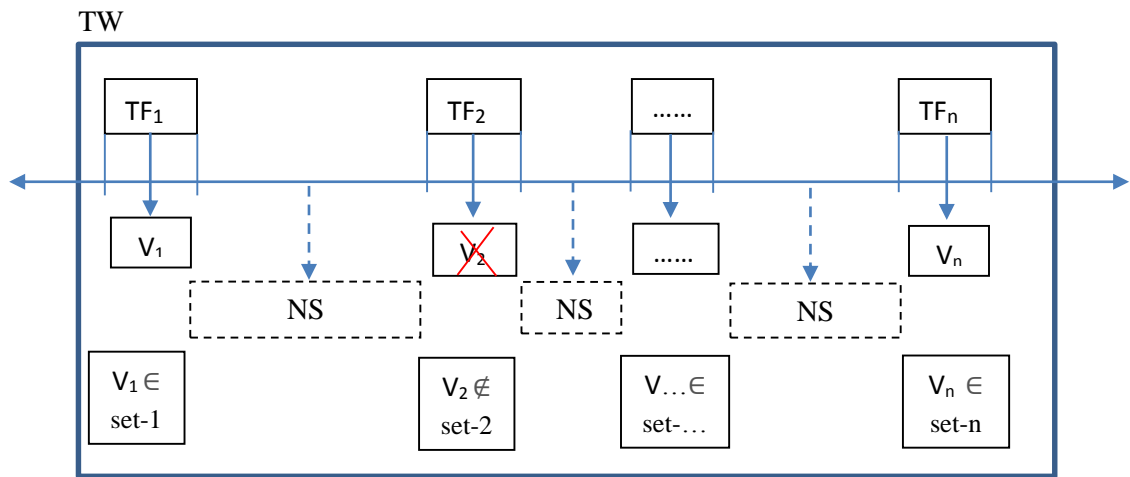 TW
TF₁ TF₂ …… TFₙ
V₁ V₂ …… Vₙ
NS NS NS
V₁ ∈ V₂ ∉ V… ∈ Vₙ ∈
set-1 set-2 set-… set-n